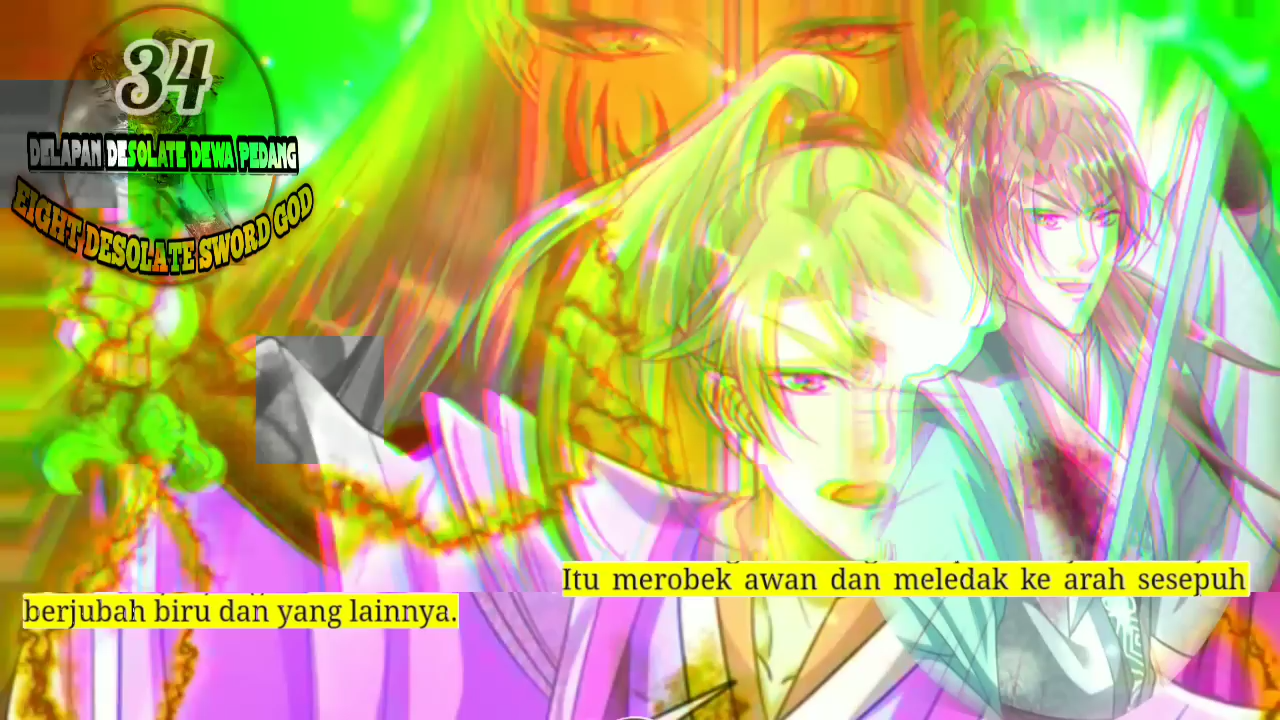 34
DELAPAN DESOLATE DEWA PEDANG
EIGHT DESOLATE SWORD GOD
Itu merobek awan dan meledak ke arah sesepuh
berjubah biru dan yang lainnya.